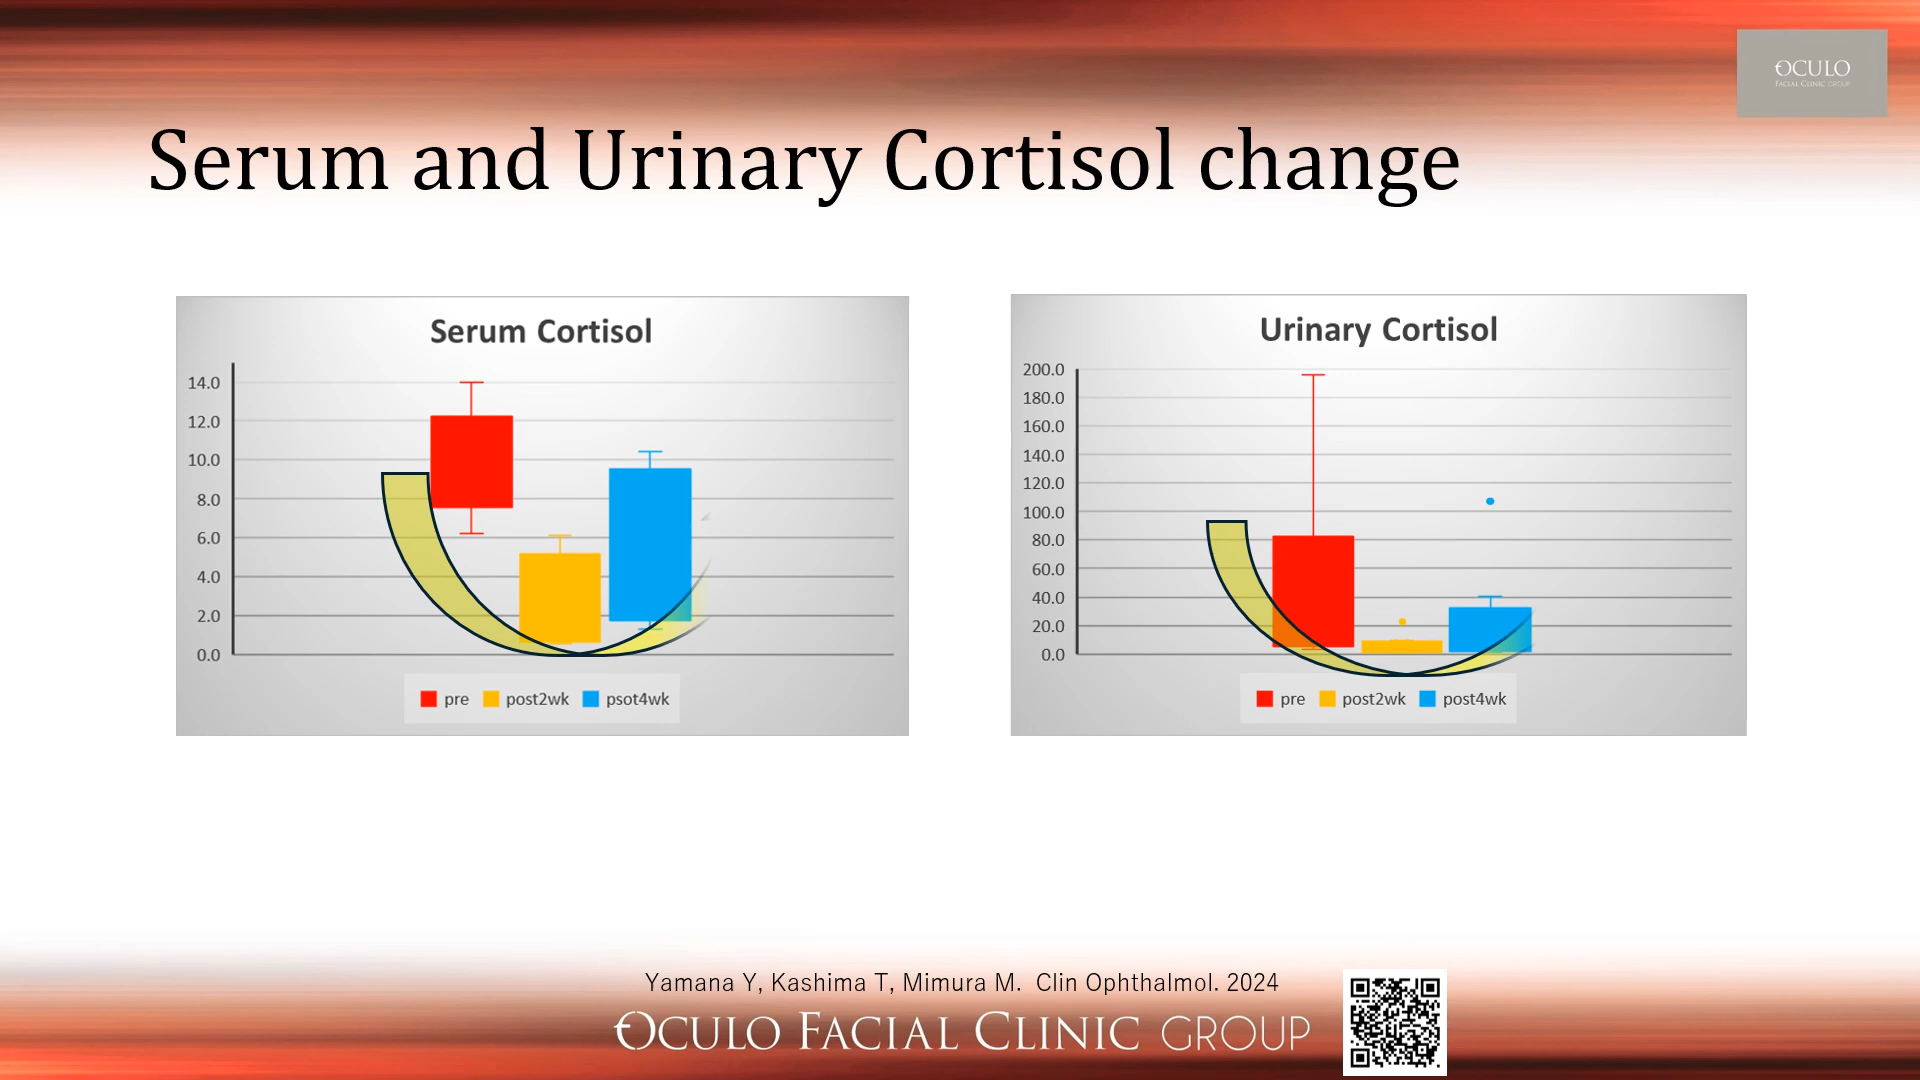 OCULO
FACIAL CLINIC GROUP
Serum and Urinary Cortisol change
Serum Cortisol
14.0
12.0
10.0
8.0
6.0
4.0
2.0
0.0
pre post2wk psot4wk
Urinary Cortisol
200.0
180.0
160.0
140.0
120.0
100.0
80.0
60.0
40.0
20.0
0.0
pre post2wk post4wk
Yamana Y, Kashima T, Mimura M. Clin Ophthalmol. 2024
OCULO FACIAL CLINIC GROUP